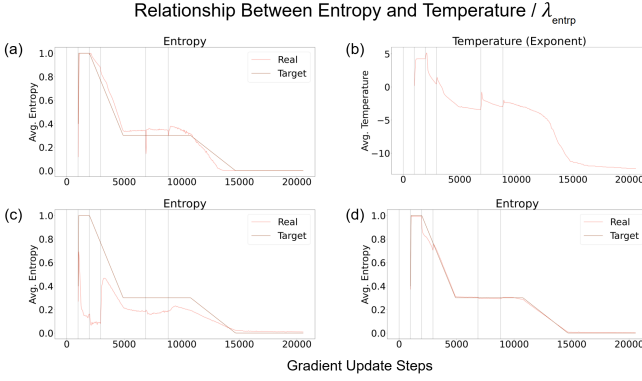 Relationship Between Entropy and Temperature / λ_entrp
(a)
Entropy
Avg. Entropy
1.0
0.8
0.6
0.4
0.2
0.0
0 5000 10000 15000 20000
Real
Target
(b)
Temperature (Exponent)
Avg. Temperature
5
0
−5
−10
0 5000 10000 15000 20000
(c)
Entropy
Avg. Entropy
1.0
0.8
0.6
0.4
0.2
0.0
0 5000 10000 15000 20000
Real
Target
(d)
Entropy
Avg. Entropy
1.0
0.8
0.6
0.4
0.2
0.0
0 5000 10000 15000 20000
Real
Target
Gradient Update Steps